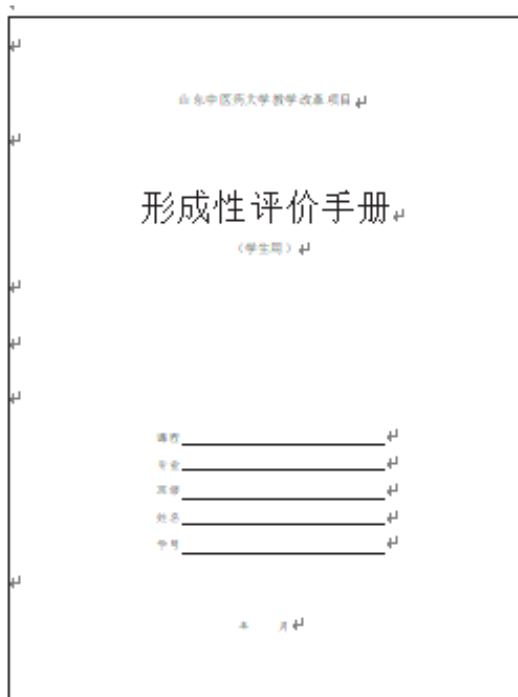 山东中医药大学教学改革项目
形成性评价手册
（学生用）
课程
专业
班级
姓名
学号
年 月